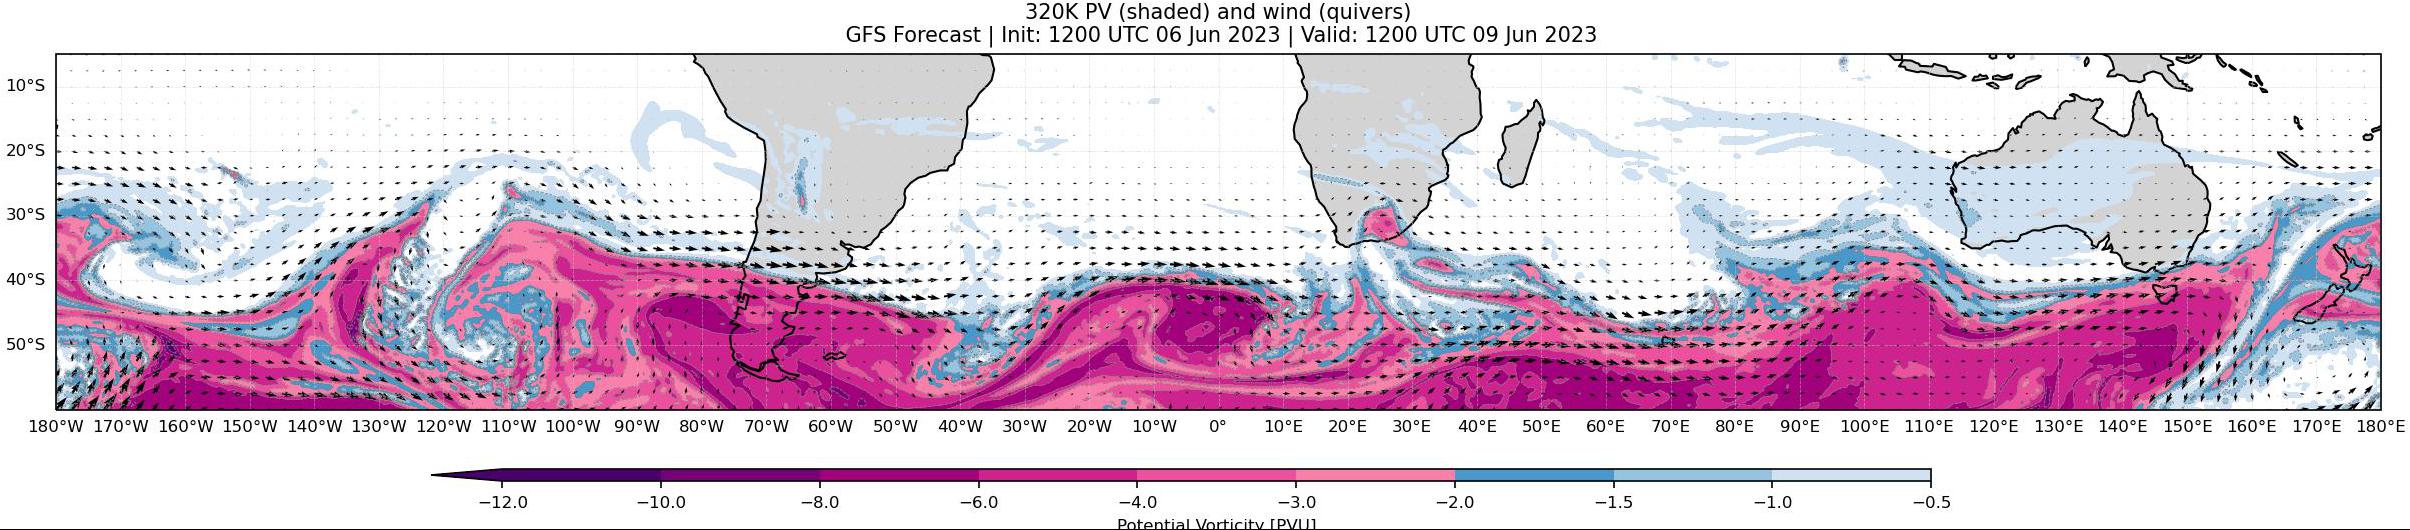 320K PV (shaded) and wind (quivers)
GFS Forecast | Init: 1200 UTC 06 Jun 2023 | Valid: 1200 UTC 09 Jun 2023
10°S
20°S
30°S
40°S
50°S
180°W 170°W 160°W 150°W 140°W 130°W 120°W 110°W 100°W 90°W 80°W 70°W 60°W 50°W 40°W 30°W 20°W 10°W 0° 10°E 20°E 30°E 40°E 50°E 60°E 70°E 80°E 90°E 100°E 110°E 120°E 130°E 140°E 150°E 160°E 170°E 180°E
−12.0 −10.0 −8.0 −6.0 −4.0 −3.0 −2.0 −1.5 −1.0 −0.5
Potential Vorticity [PVU]